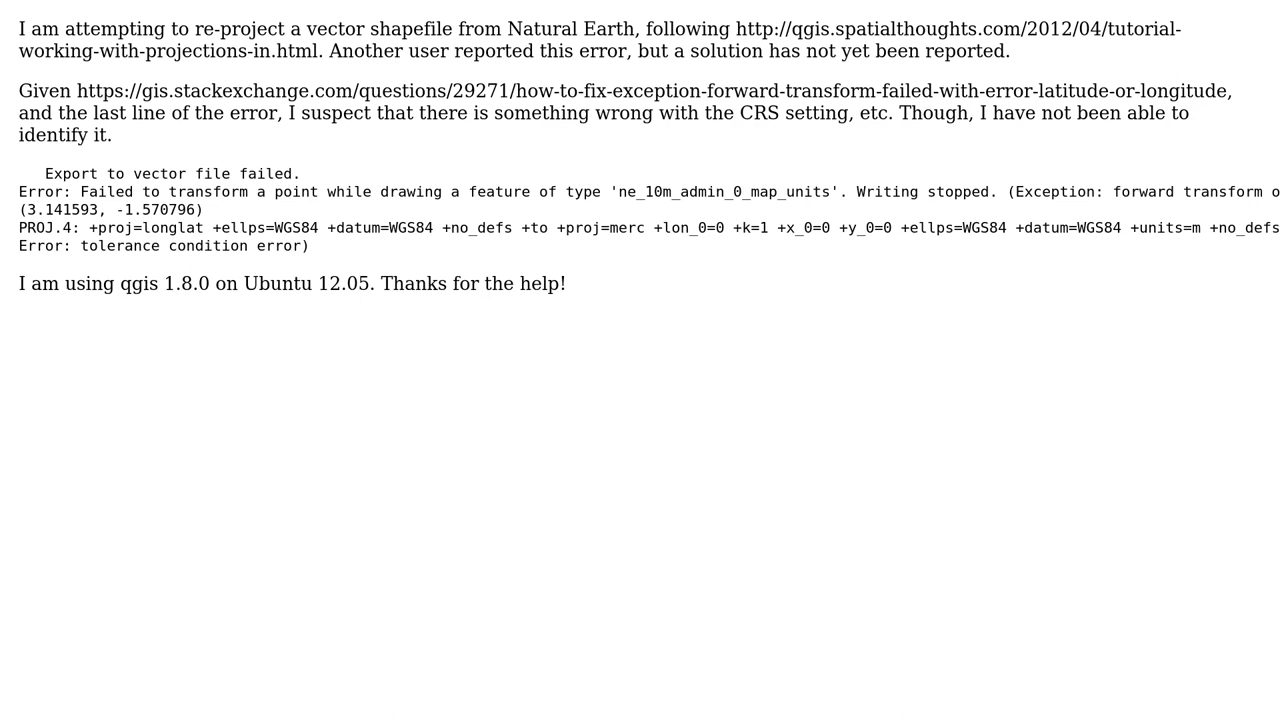 I am attempting to re-project a vector shapefile from Natural Earth, following http://qgis.spatialthoughts.com/2012/04/tutorial-
working-with-projections-in.html. Another user reported this error, but a solution has not yet been reported.
Given https://gis.stackexchange.com/questions/29271/how-to-fix-exception-forward-transform-failed-with-error-latitude-or-longitude,
and the last line of the error, I suspect that there is something wrong with the CRS setting, etc. Though, I have not been able to
identify it.
Export to vector file failed.
Error: Failed to transform a point while drawing a feature of type 'ne_10m_admin_0_map_units'. Writing stopped. (Exception: forward transform o
(3.141593, -1.570796)
PROJ.4: +proj=longlat +ellps=WGS84 +datum=WGS84 +no_defs +to +proj=merc +lon_0=0 +k=1 +x_0=0 +y_0=0 +ellps=WGS84 +datum=WGS84 +units=m +no_defs
Error: tolerance condition error)
I am using qgis 1.8.0 on Ubuntu 12.05. Thanks for the help!